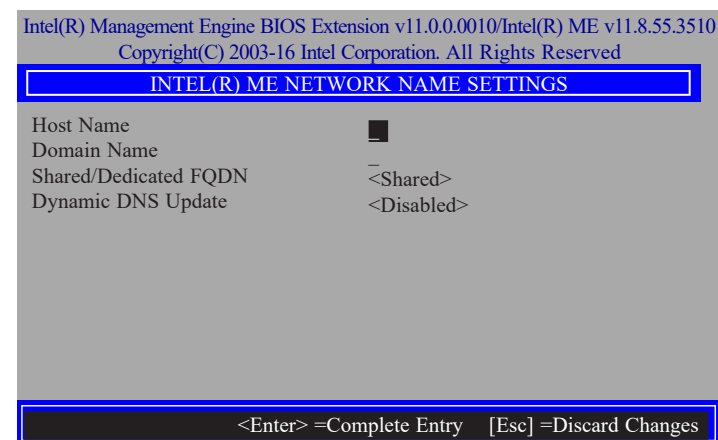 Intel(R) Management Engine BIOS Extension v11.0.0.0010/Intel(R) ME v11.8.55.3510
Copyright(C) 2003-16 Intel Corporation. All Rights Reserved
INTEL(R) ME NETWORK NAME SETTINGS
Host Name _
Domain Name _
Shared/Dedicated FQDN <Shared>
Dynamic DNS Update <Disabled>
<Enter> =Complete Entry [Esc] =Discard Changes